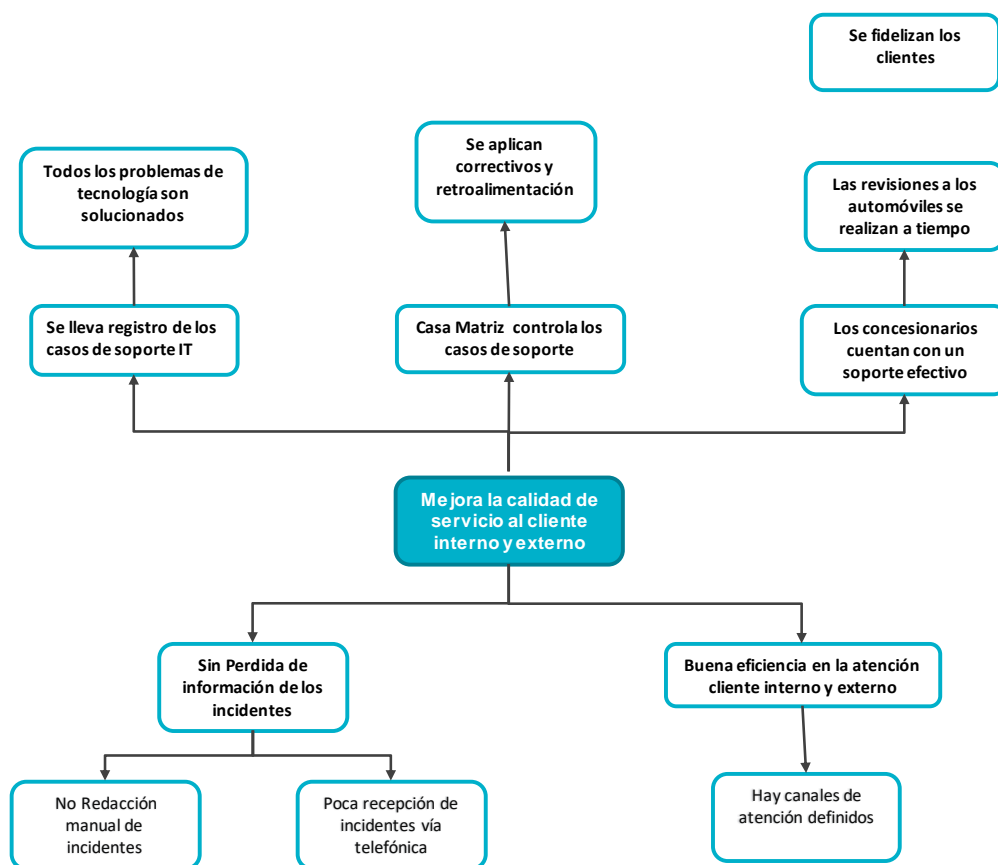 Se fidelizan los
clientes
Se aplican
correctivos y
retroalimentación
Todos los problemas de
tecnología son
solucionados
Las revisiones a los
automóviles se
realizan a tiempo
Se lleva registro de los
casos de soporte IT
Casa Matriz controla los
casos de soporte
Los concesionarios
cuentan con un
soporte efectivo
Mejora la calidad de
servicio al cliente
interno y externo
Sin Perdida de
información de los
incidentes
Buena eficiencia en la atención
cliente interno y externo
No Redacción
manual de
incidentes
Poca recepción de
incidentes vía
telefónica
Hay canales de
atención definidos